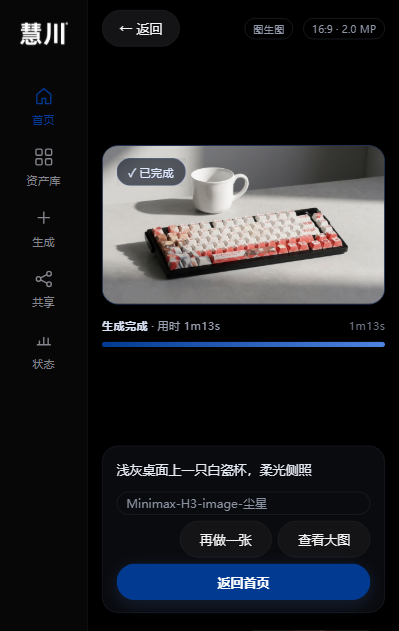 慧川
← 返回
图生图
16:9 · 2.0 MP
首页
资产库
生成
共享
状态
✓ 已完成
生成完成 · 用时 1m13s
1m13s
浅灰桌面上一只白瓷杯，柔光侧照
Minimax-H3-image-尘星
再做一张
查看大图
返回首页